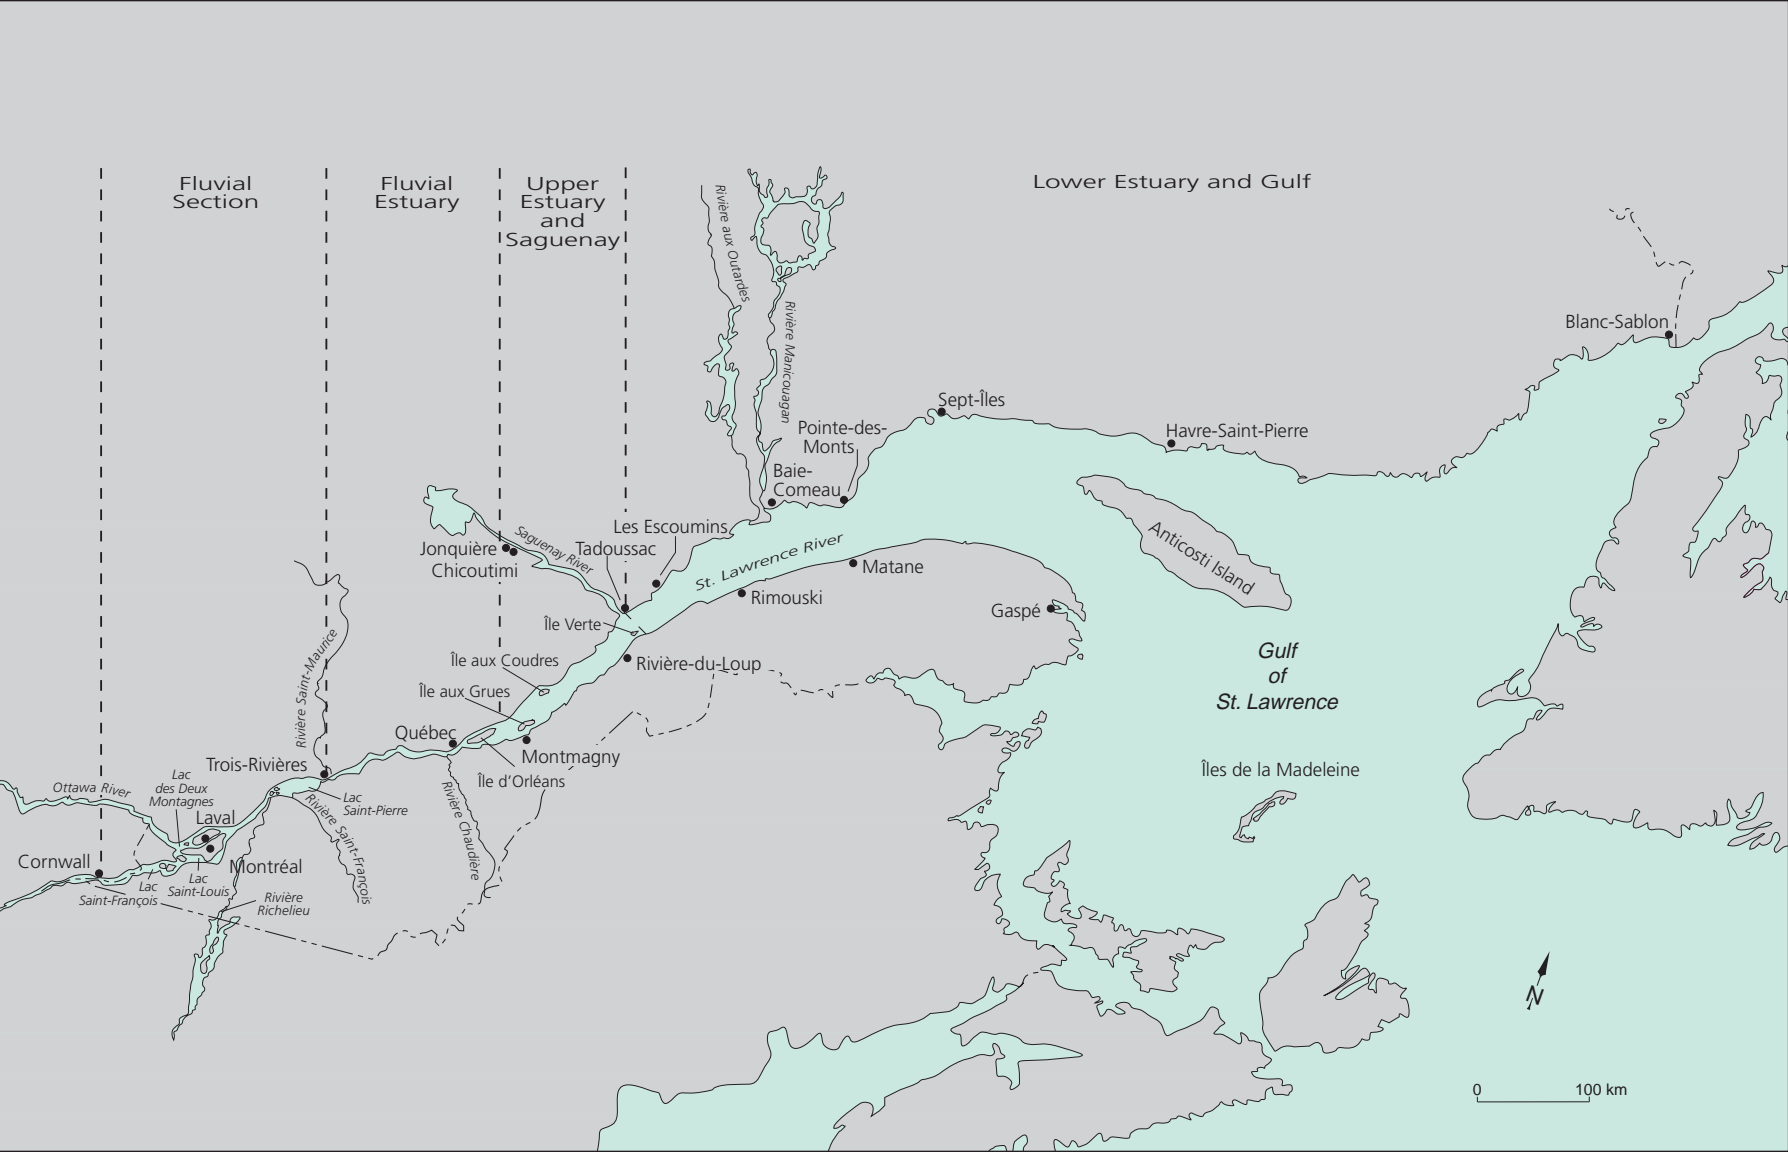 Fluvial
Section
Fluvial
Estuary
Upper
Estuary
and
Saguenay
Lower Estuary and Gulf
Rivière aux Outardes
Rivière Manicouagan
Blanc-Sablon
Sept-Îles
Havre-Saint-Pierre
Pointe-des-
Monts
Baie-
Comeau
Les Escoumins
Saguenay River
Jonquière
Tadoussac
Chicoutimi
St. Lawrence River
Matane
Anticosti Island
Rimouski
Gaspé
Île Verte
Rivière Saint-Maurice
Île aux Coudres
Rivière-du-Loup
Gulf
of
St. Lawrence
Île aux Grues
Québec
Montmagny
Île d'Orléans
Îles de la Madeleine
Trois-Rivières
Ottawa River
Lac
des Deux
Montagnes
Lac
Saint-Pierre
Rivière Saint-François
Rivière Chaudière
Laval
Cornwall
Montréal
Lac
Saint-François
Lac
Saint-Louis
Rivière
Richelieu
N
0 100 km